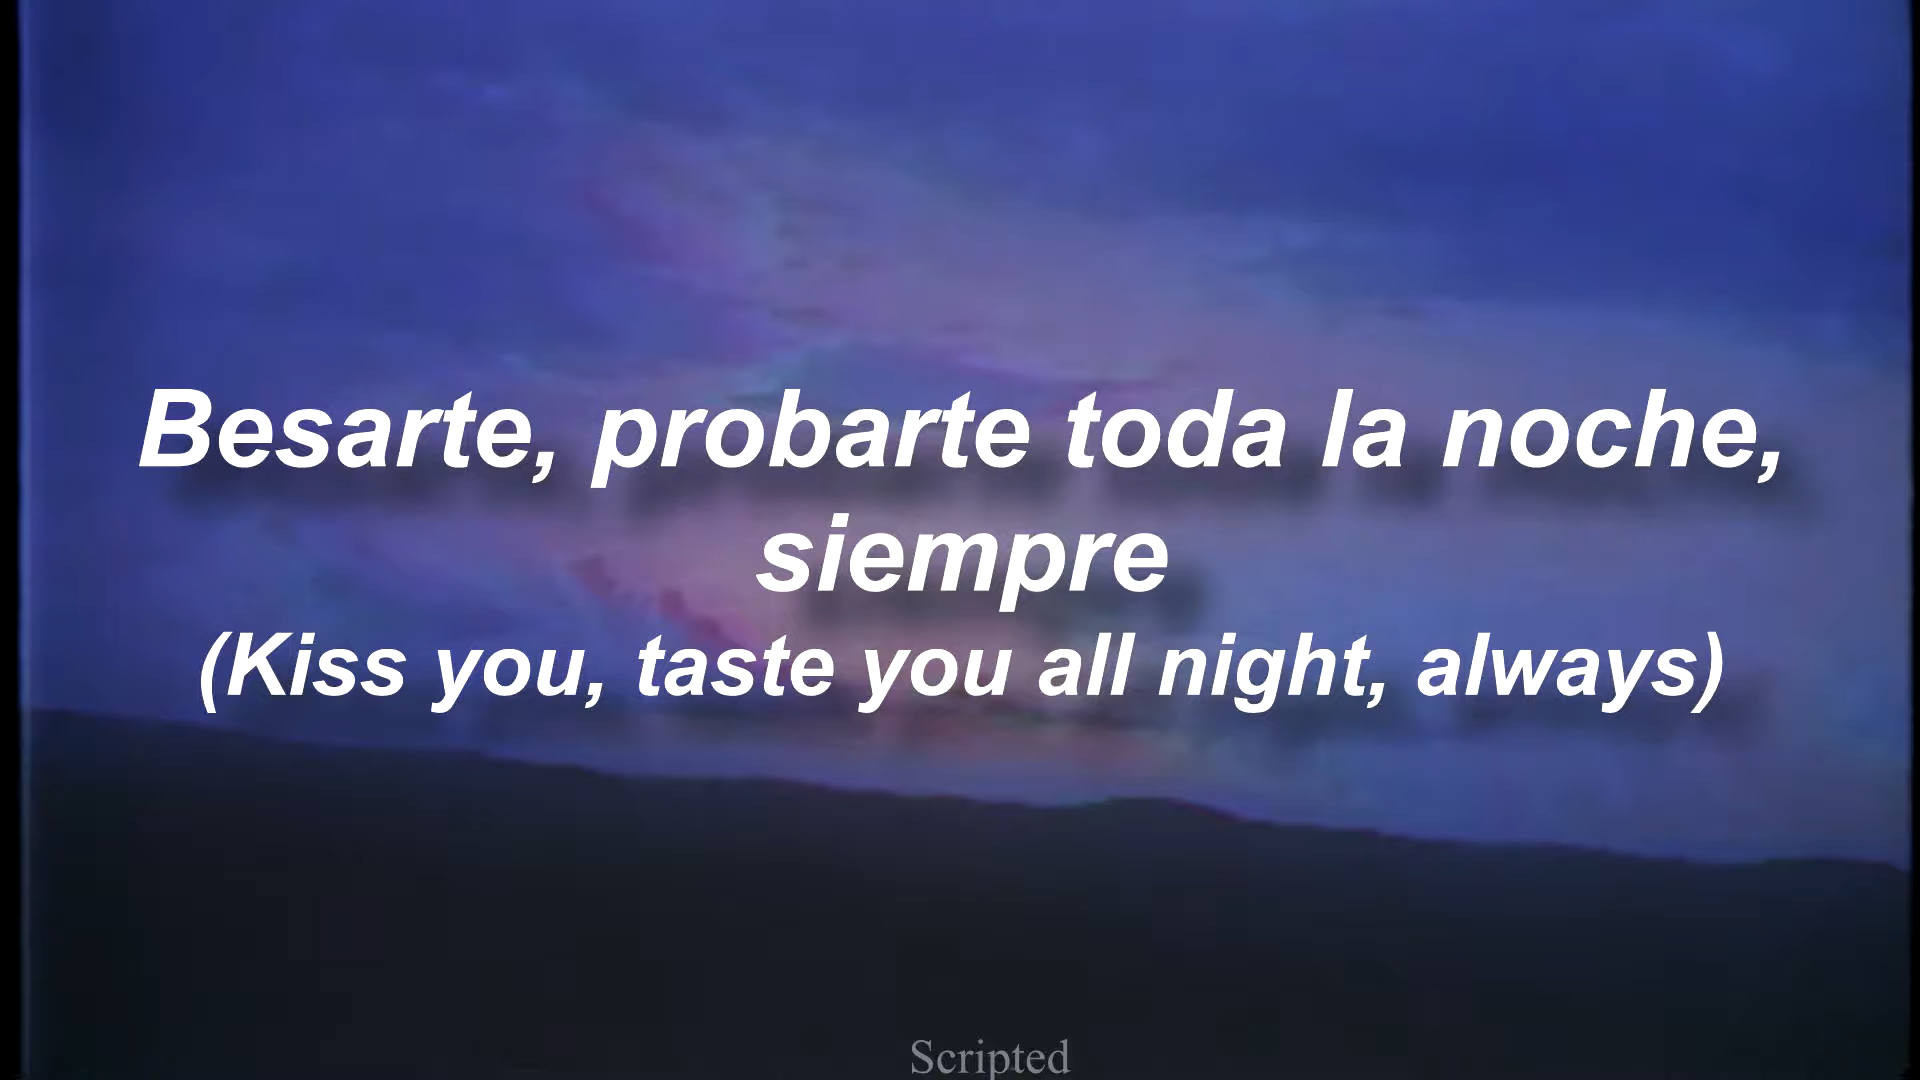 Besarte, probarte toda la noche,
siempre
(Kiss you, taste you all night, always)
Scripted